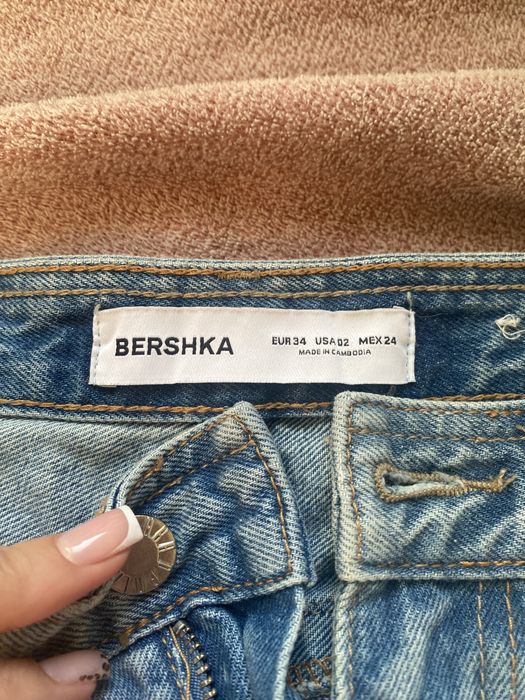 BERSHKA
EUR 34 USA 02 MEX 24
MADE IN CAMBODIA